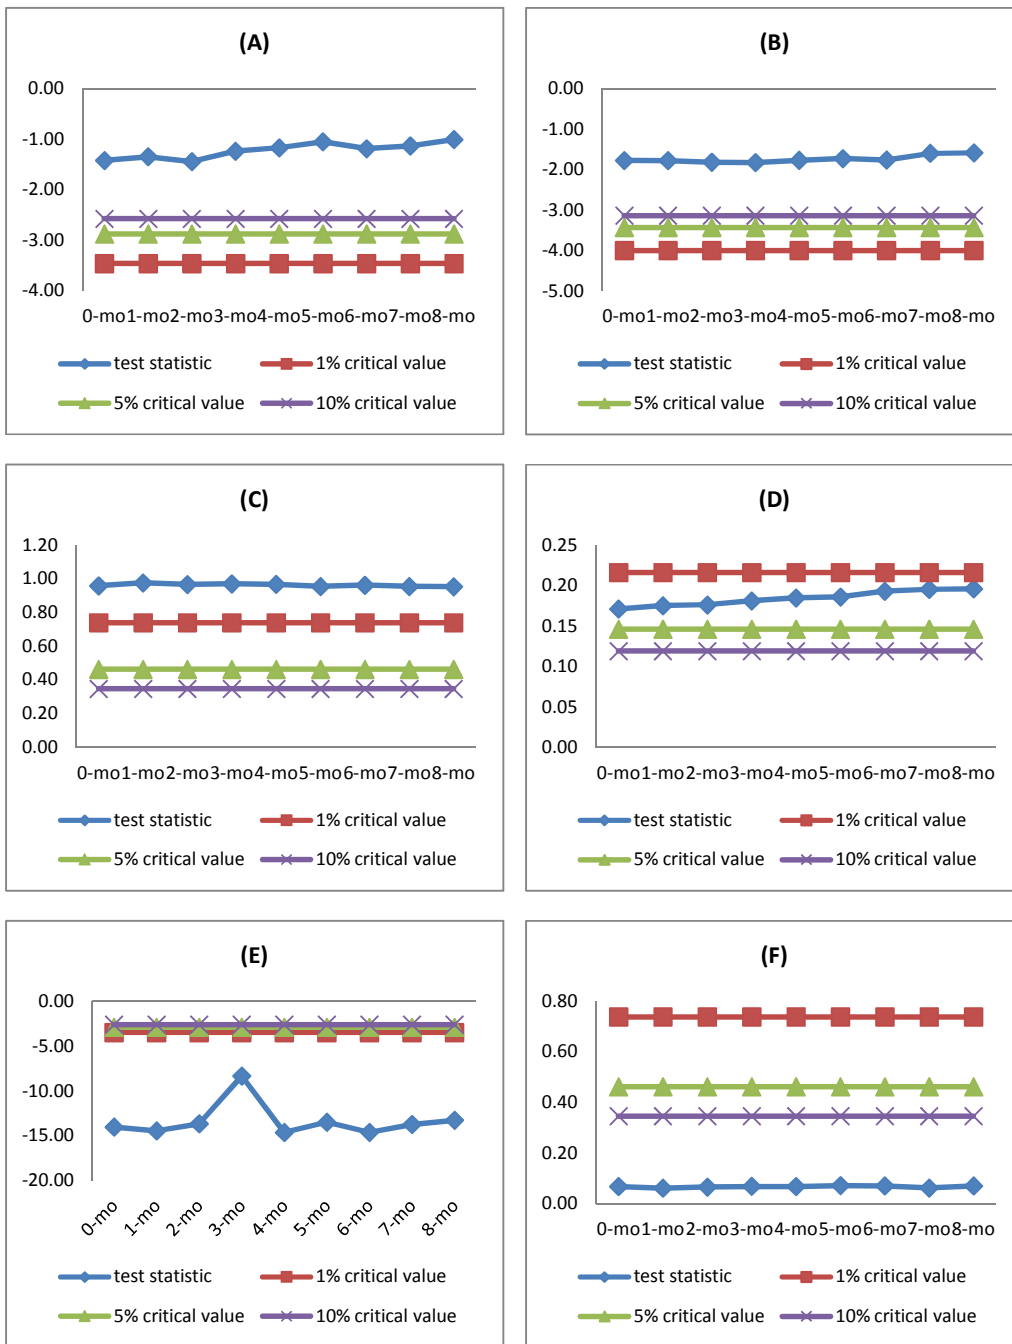 (A)
0.00
-1.00
-2.00
-3.00
-4.00
0-mo1-mo2-mo3-mo4-mo5-mo6-mo7-mo8-mo
test statistic 1% critical value
5% critical value 10% critical value
(B)
0.00
-1.00
-2.00
-3.00
-4.00
-5.00
0-mo1-mo2-mo3-mo4-mo5-mo6-mo7-mo8-mo
test statistic 1% critical value
5% critical value 10% critical value
(C)
1.20
1.00
0.80
0.60
0.40
0.20
0.00
0-mo1-mo2-mo3-mo4-mo5-mo6-mo7-mo8-mo
test statistic 1% critical value
5% critical value 10% critical value
(D)
0.25
0.20
0.15
0.10
0.05
0.00
0-mo1-mo2-mo3-mo4-mo5-mo6-mo7-mo8-mo
test statistic 1% critical value
5% critical value 10% critical value
(E)
0.00
-5.00
-10.00
-15.00
-20.00
0-mo 1-mo 2-mo 3-mo 4-mo 5-mo 6-mo 7-mo 8-mo
test statistic 1% critical value
5% critical value 10% critical value
(F)
0.80
0.60
0.40
0.20
0.00
0-mo1-mo2-mo3-mo4-mo5-mo6-mo7-mo8-mo
test statistic 1% critical value
5% critical value 10% critical value